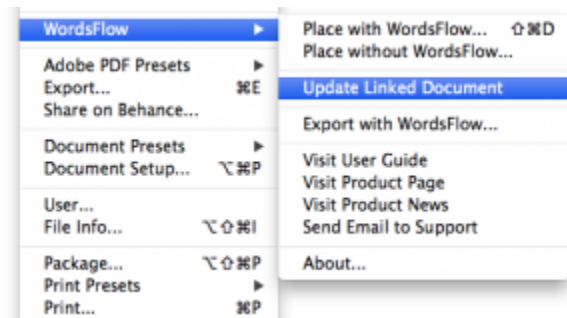 WordsFlow ▶
Adobe PDF Presets ▶
Export... ⌘E
Share on Behance...
Document Presets ▶
Document Setup... ⌥⌘P
User...
File Info... ⌥⇧⌘I
Package... ⌥⇧⌘P
Print Presets ▶
Print... ⌘P
Place with WordsFlow... ⇧⌘D
Place without WordsFlow...
Update Linked Document
Export with WordsFlow...
Visit User Guide
Visit Product Page
Visit Product News
Send Email to Support
About...